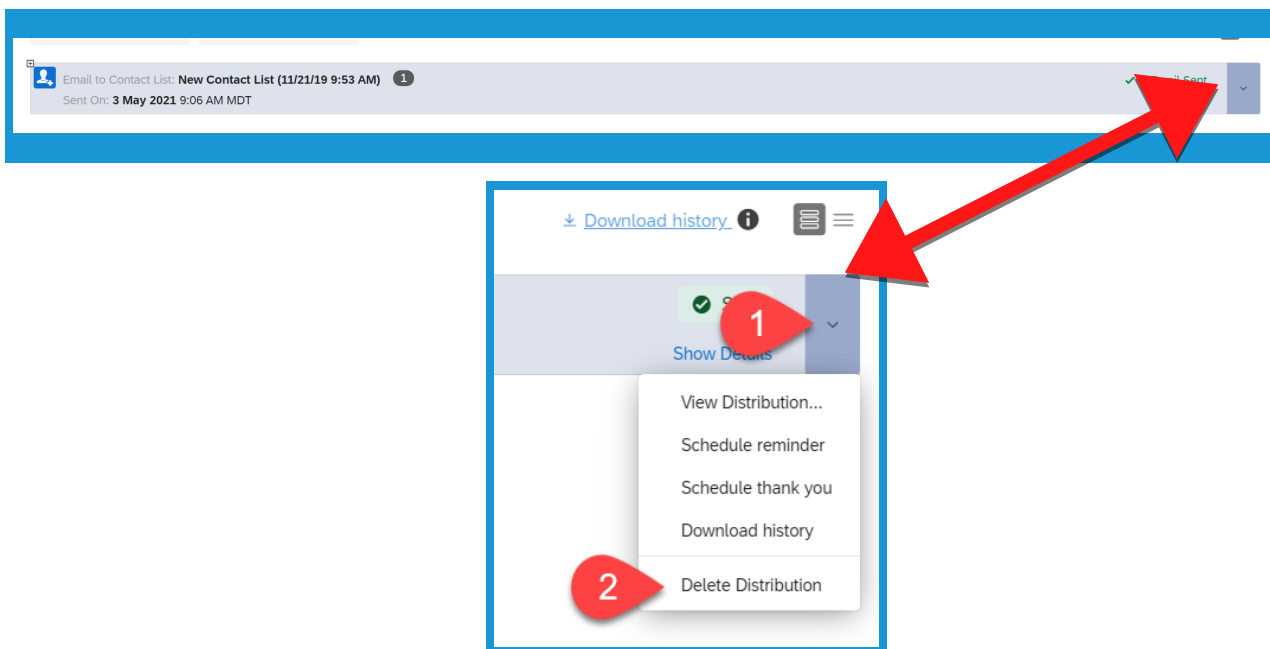 Email to Contact List: New Contact List (11/21/19 9:53 AM) 1
Sent On: 3 May 2021 9:06 AM MDT
Sent
Download history
1
Show Details
View Distribution...
Schedule reminder
Schedule thank you
Download history
2 Delete Distribution